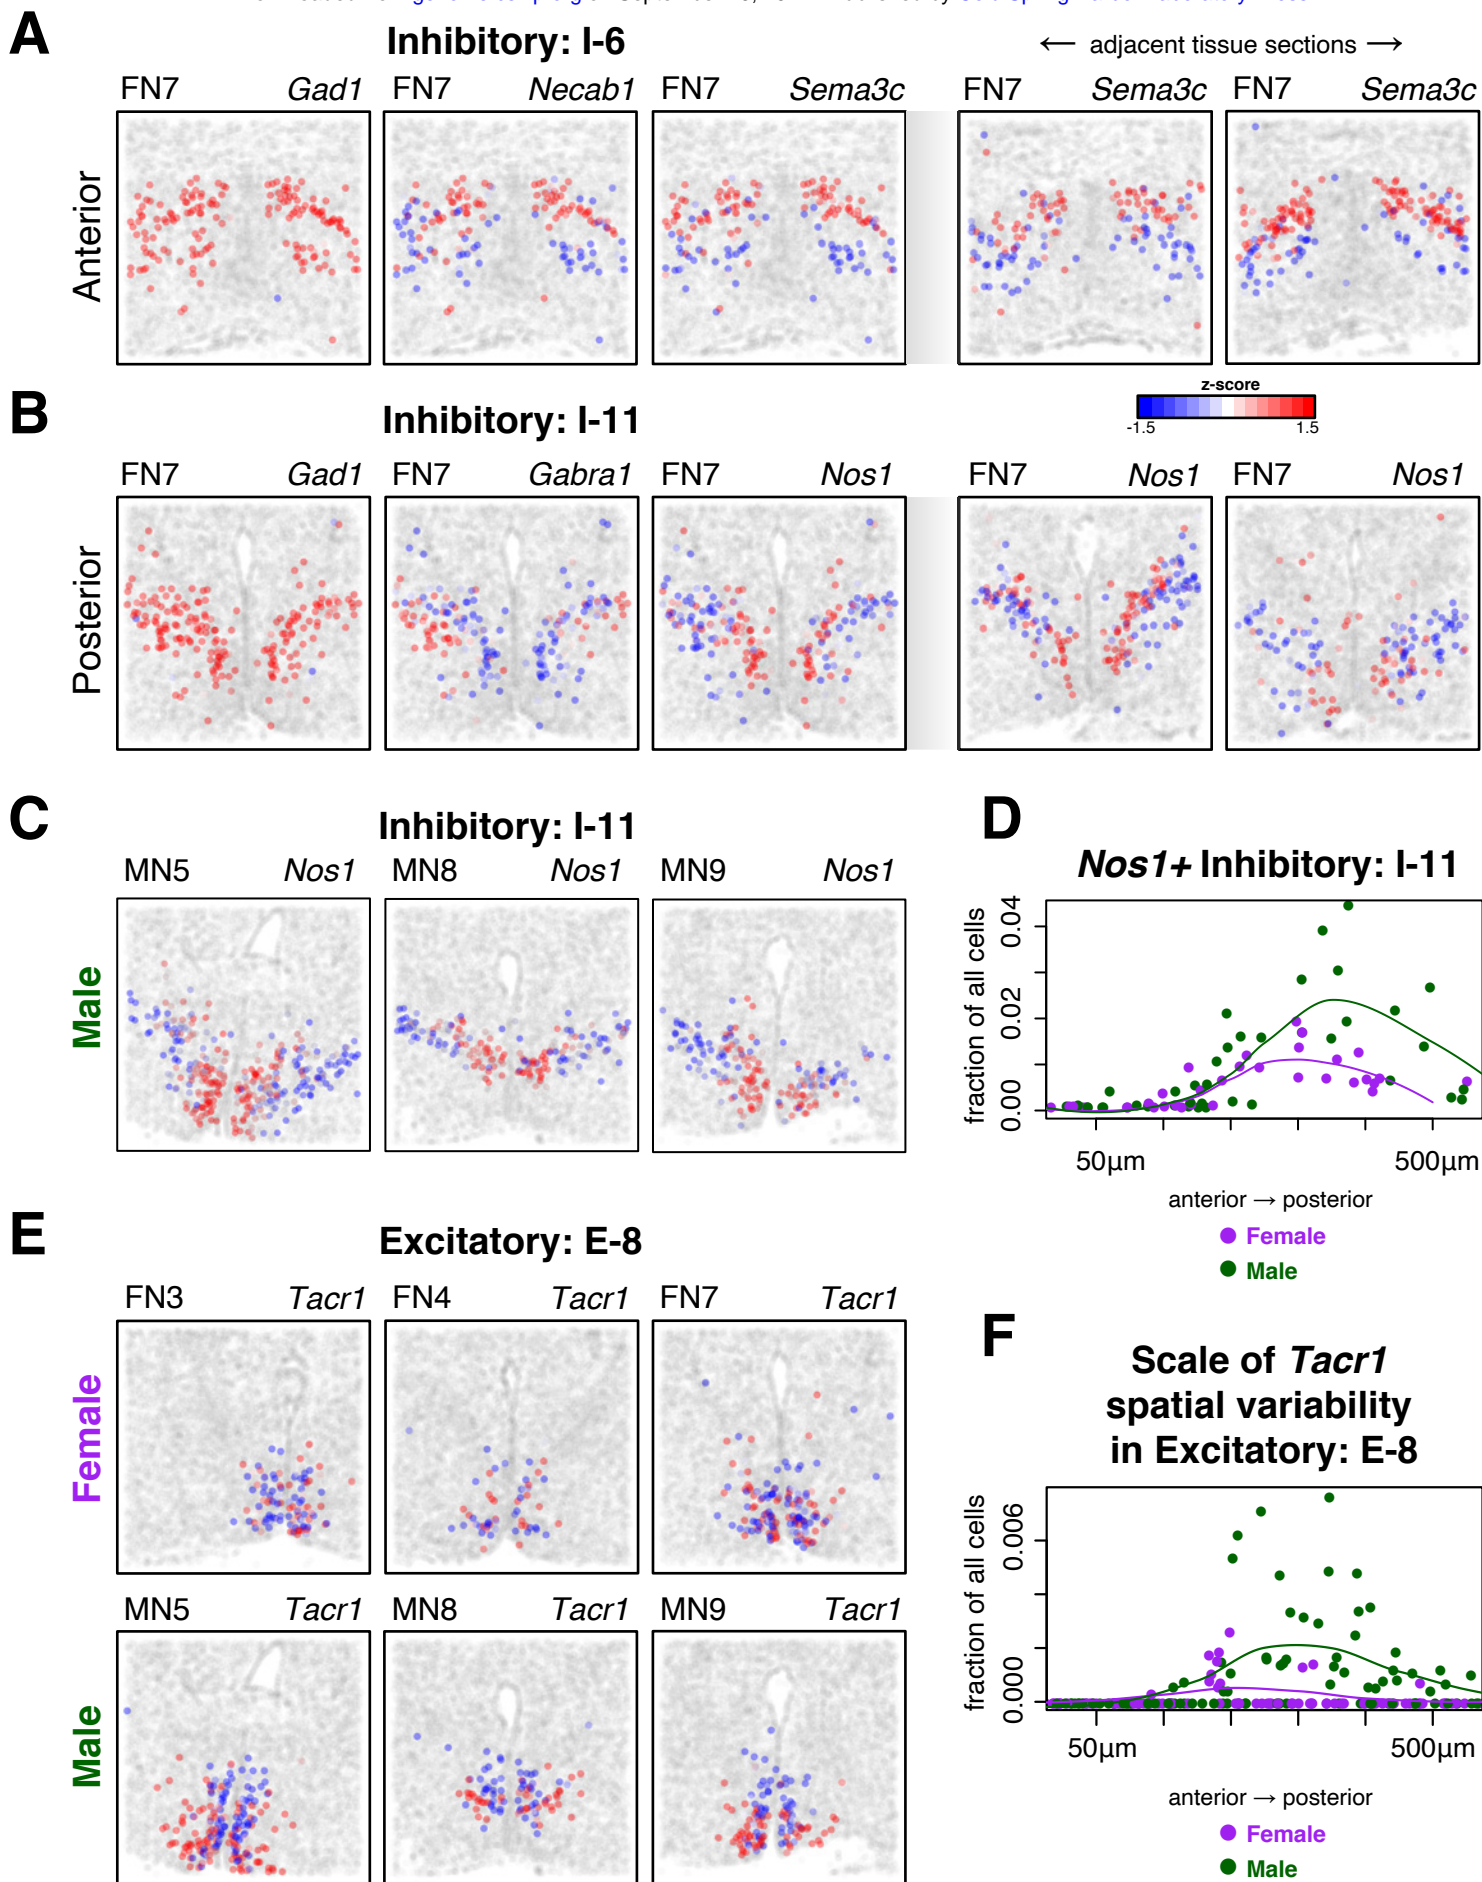 A
Inhibitory: I-6
← adjacent tissue sections →
FN7 Gad1 FN7 Necab1 FN7 Sema3c FN7 Sema3c FN7 Sema3c
Anterior
z-score
-1.5 1.5
B
Inhibitory: I-11
FN7 Gad1 FN7 Gabra1 FN7 Nos1 FN7 Nos1 FN7 Nos1
Posterior
C
Inhibitory: I-11
MN5 Nos1 MN8 Nos1 MN9 Nos1
Male
D
Nos1+ Inhibitory: I-11
fraction of all cells
0.04
0.02
0.00
50µm 500µm
anterior → posterior
Female
Male
E
Excitatory: E-8
FN3 Tacr1 FN4 Tacr1 FN7 Tacr1
Female
MN5 Tacr1 MN8 Tacr1 MN9 Tacr1
Male
F
Scale of Tacr1
spatial variability
in Excitatory: E-8
fraction of all cells
0.006
0.000
50µm 500µm
anterior → posterior
Female
Male